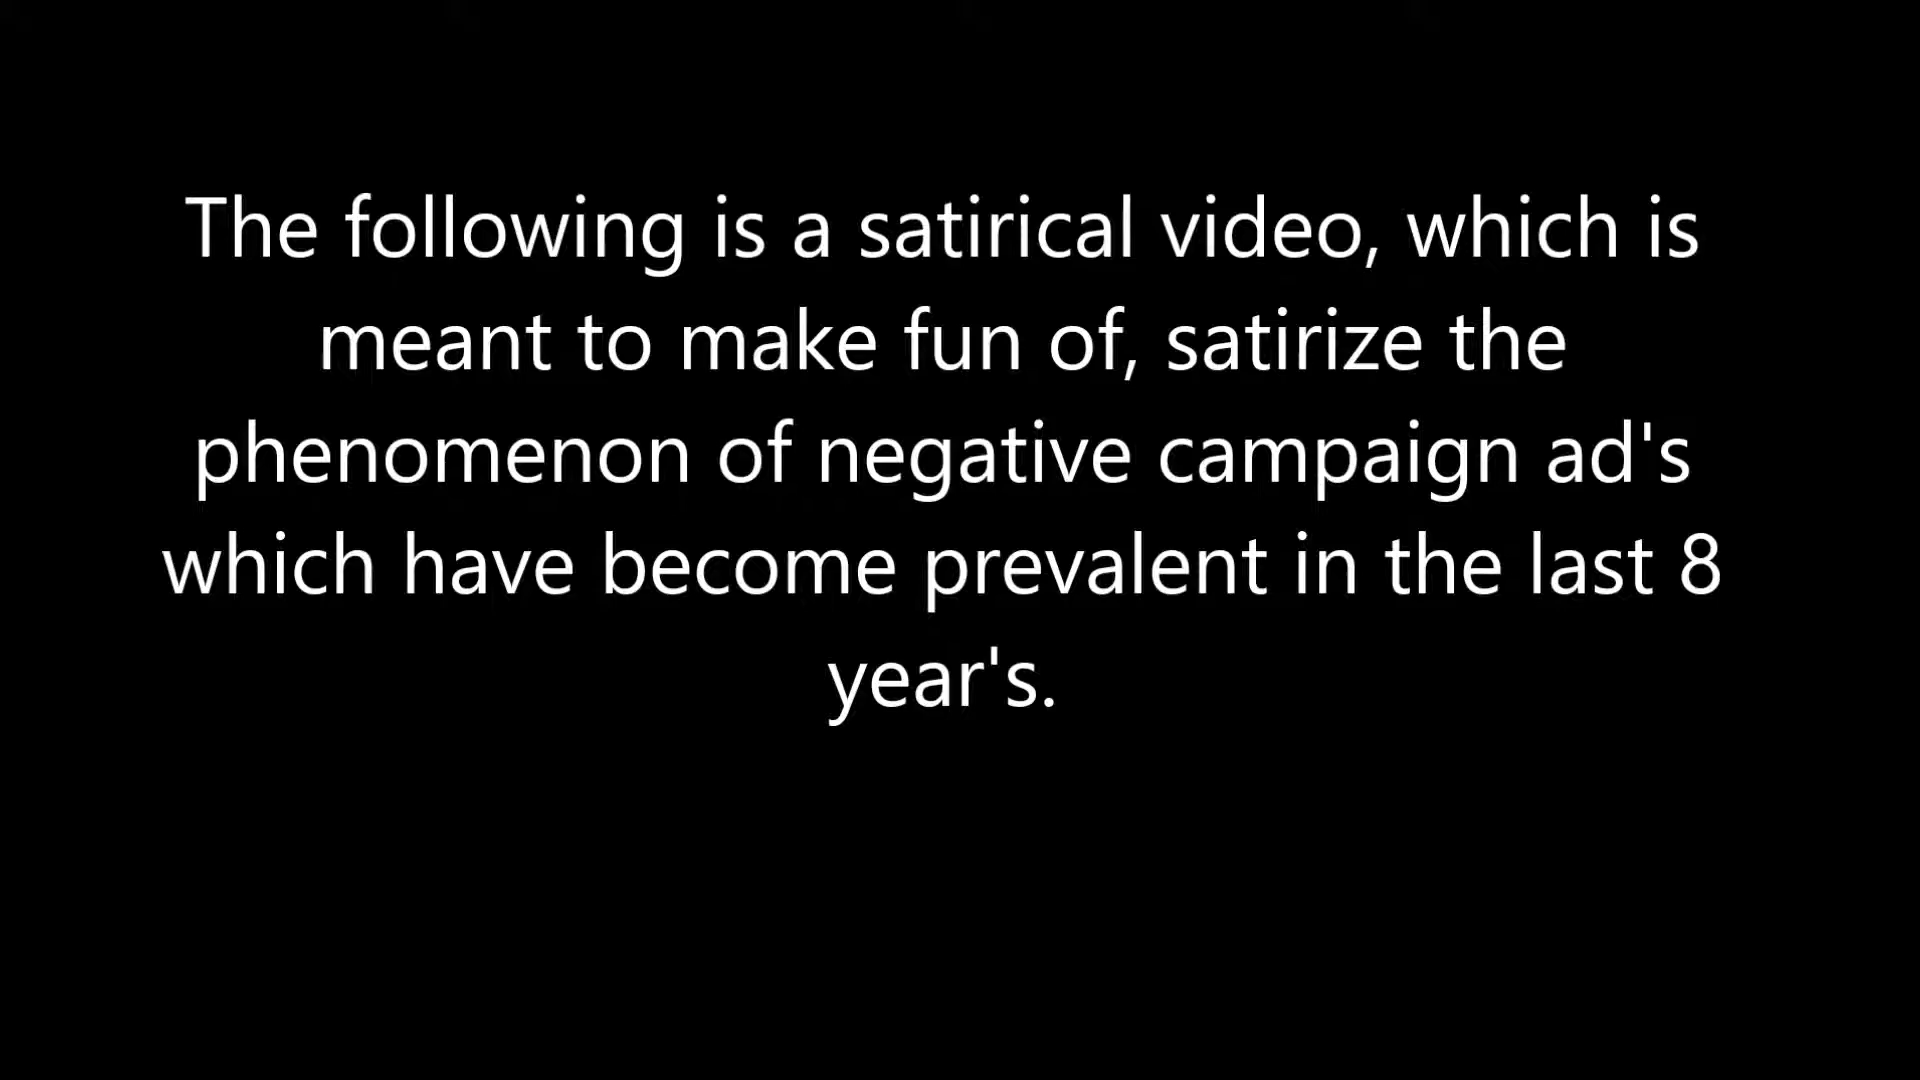 The following is a satirical video, which is
meant to make fun of, satirize the
phenomenon of negative campaign ad's
which have become prevalent in the last 8
year's.